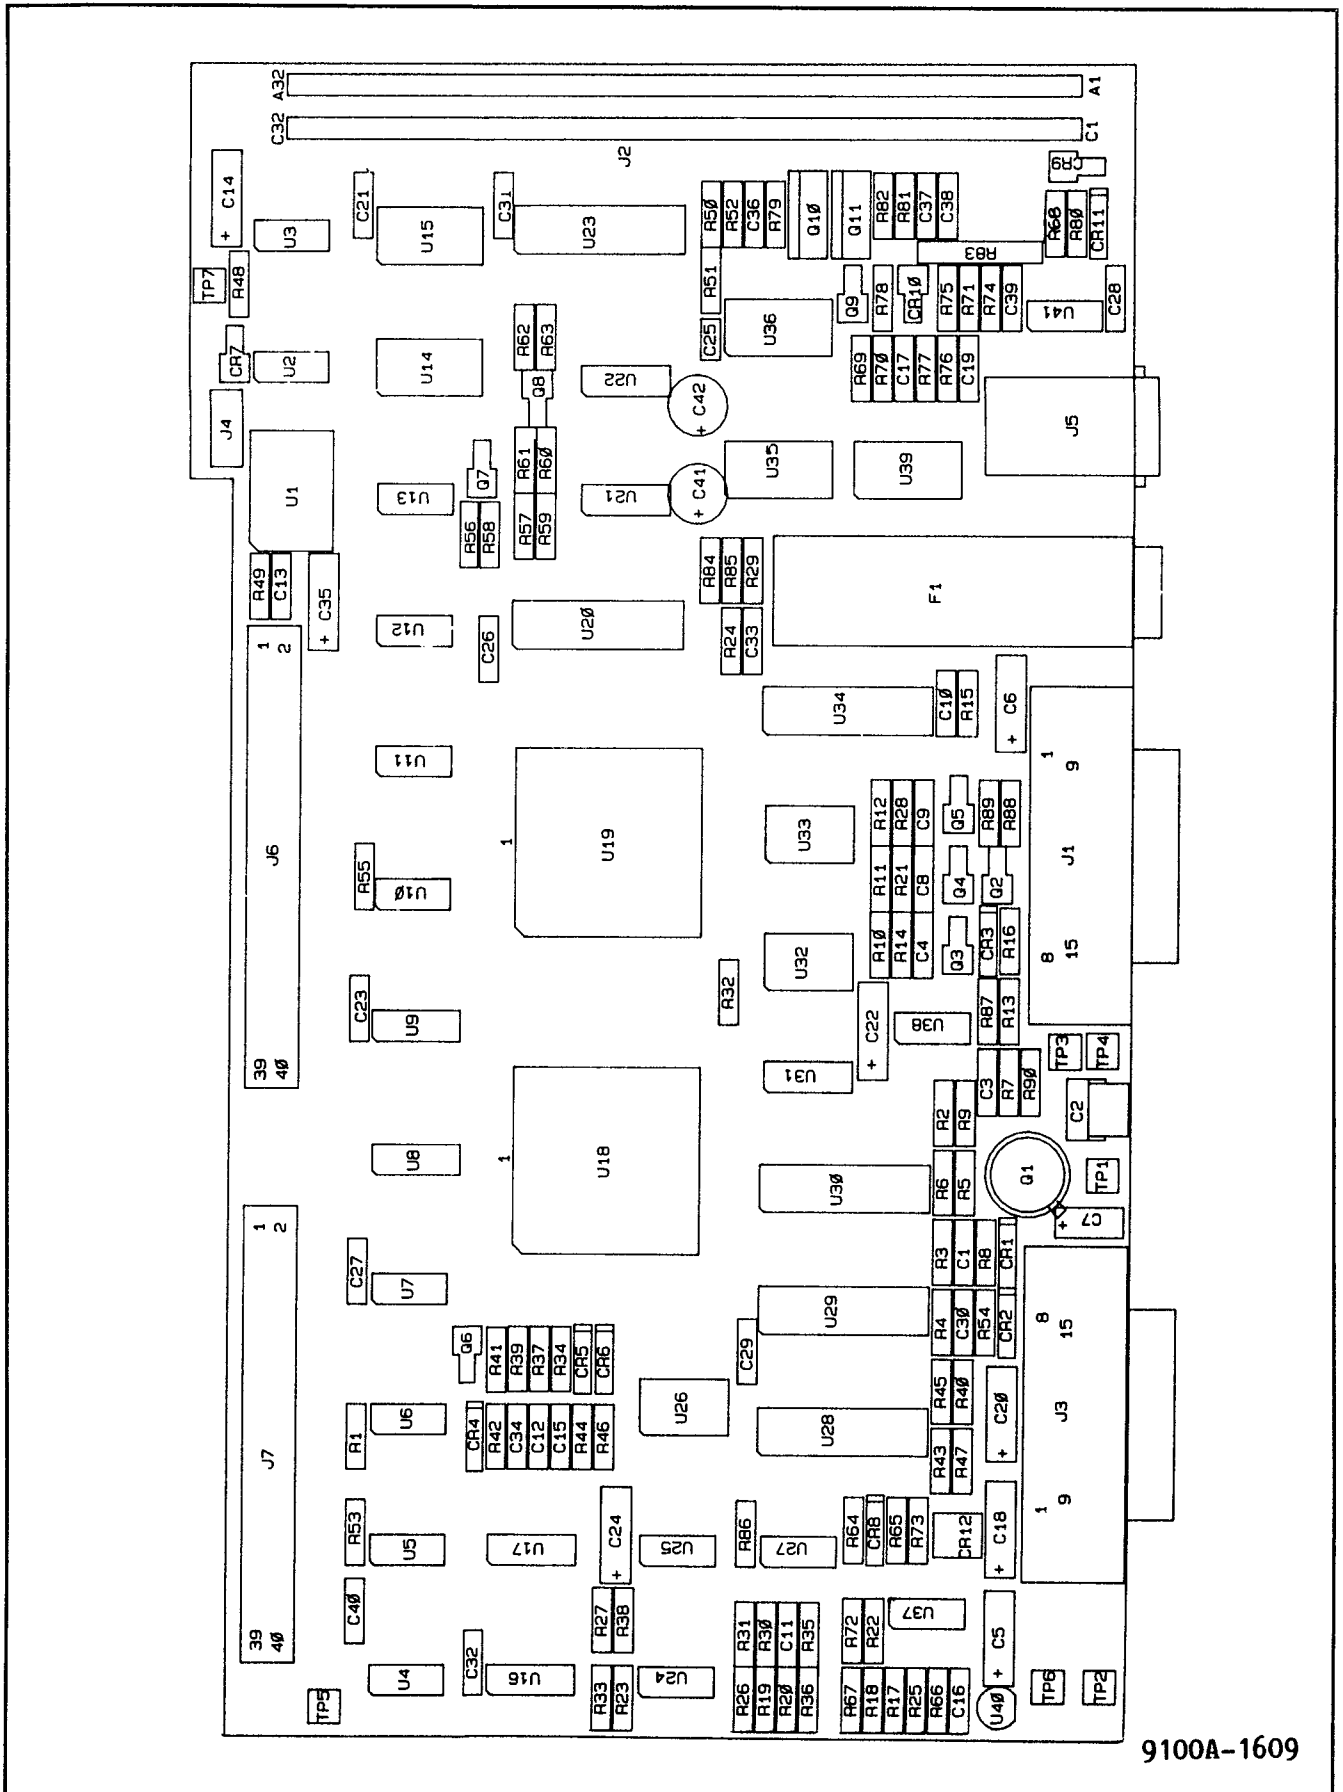 A32
A1
C32
C1
J2
C14
+
U3
C21
U15
C31
U23
R50
R52
C36
R79
Q10
Q11
R82
R81
C37
C38
CR9
R68
R80
CR11
R83
TP7
R48
R51
Q9
R78
CR10
R75
R71
R74
C39
U41
C28
CR7
U2
U14
R62
R63
C25
U36
R69
R70
C17
R77
R76
C19
Q8
U22
+ C42
J4
J5
U1
U13
Q7
R61
R60
U21
+ C41
U35
U39
R56
R58
R57
R59
R49
C13
+ C35
R84
R85
R29
F1
1
2
U12
C26
U20
R24
C33
U34
C10
R15
+ C6
U11
1
9
J6
R55
U10
1
U19
U33
R12
R28
C9
Q5
R89
R88
R11
R21
C8
Q4
Q2
J1
R10
R14
C4
Q3
CR3
R16
8
15
U32
R32
C23
U9
+ C22
U38
R87
R13
39
40
U31
TP3
TP4
C3
R7
R90
R2
R9
C2
U8
1
U18
U30
R6
R5
Q1
TP1
+ C7
1
2
C27
U7
R3
C1
R8
CR1
U29
R4
C30
R54
CR2
8
15
Q6
R41
R39
R37
R34
CR5
CR6
C29
R45
R40
+ C20
J3
R1
U6
CR4
R42
C34
C12
C15
R44
R46
U26
U28
R43
R47
J7
1
9
R53
U5
U17
+ C24
U25
R86
U27
R64
CR8
R65
R73
CR12
+ C18
C40
R27
R38
R31
R30
C11
R35
R72
R22
U37
+ C5
39
40
TP5
U4
C32
U16
R33
R23
U24
R26
R19
R20
R36
R67
R18
R17
R25
R66
C16
U40
TP6
TP2
9100A-1609